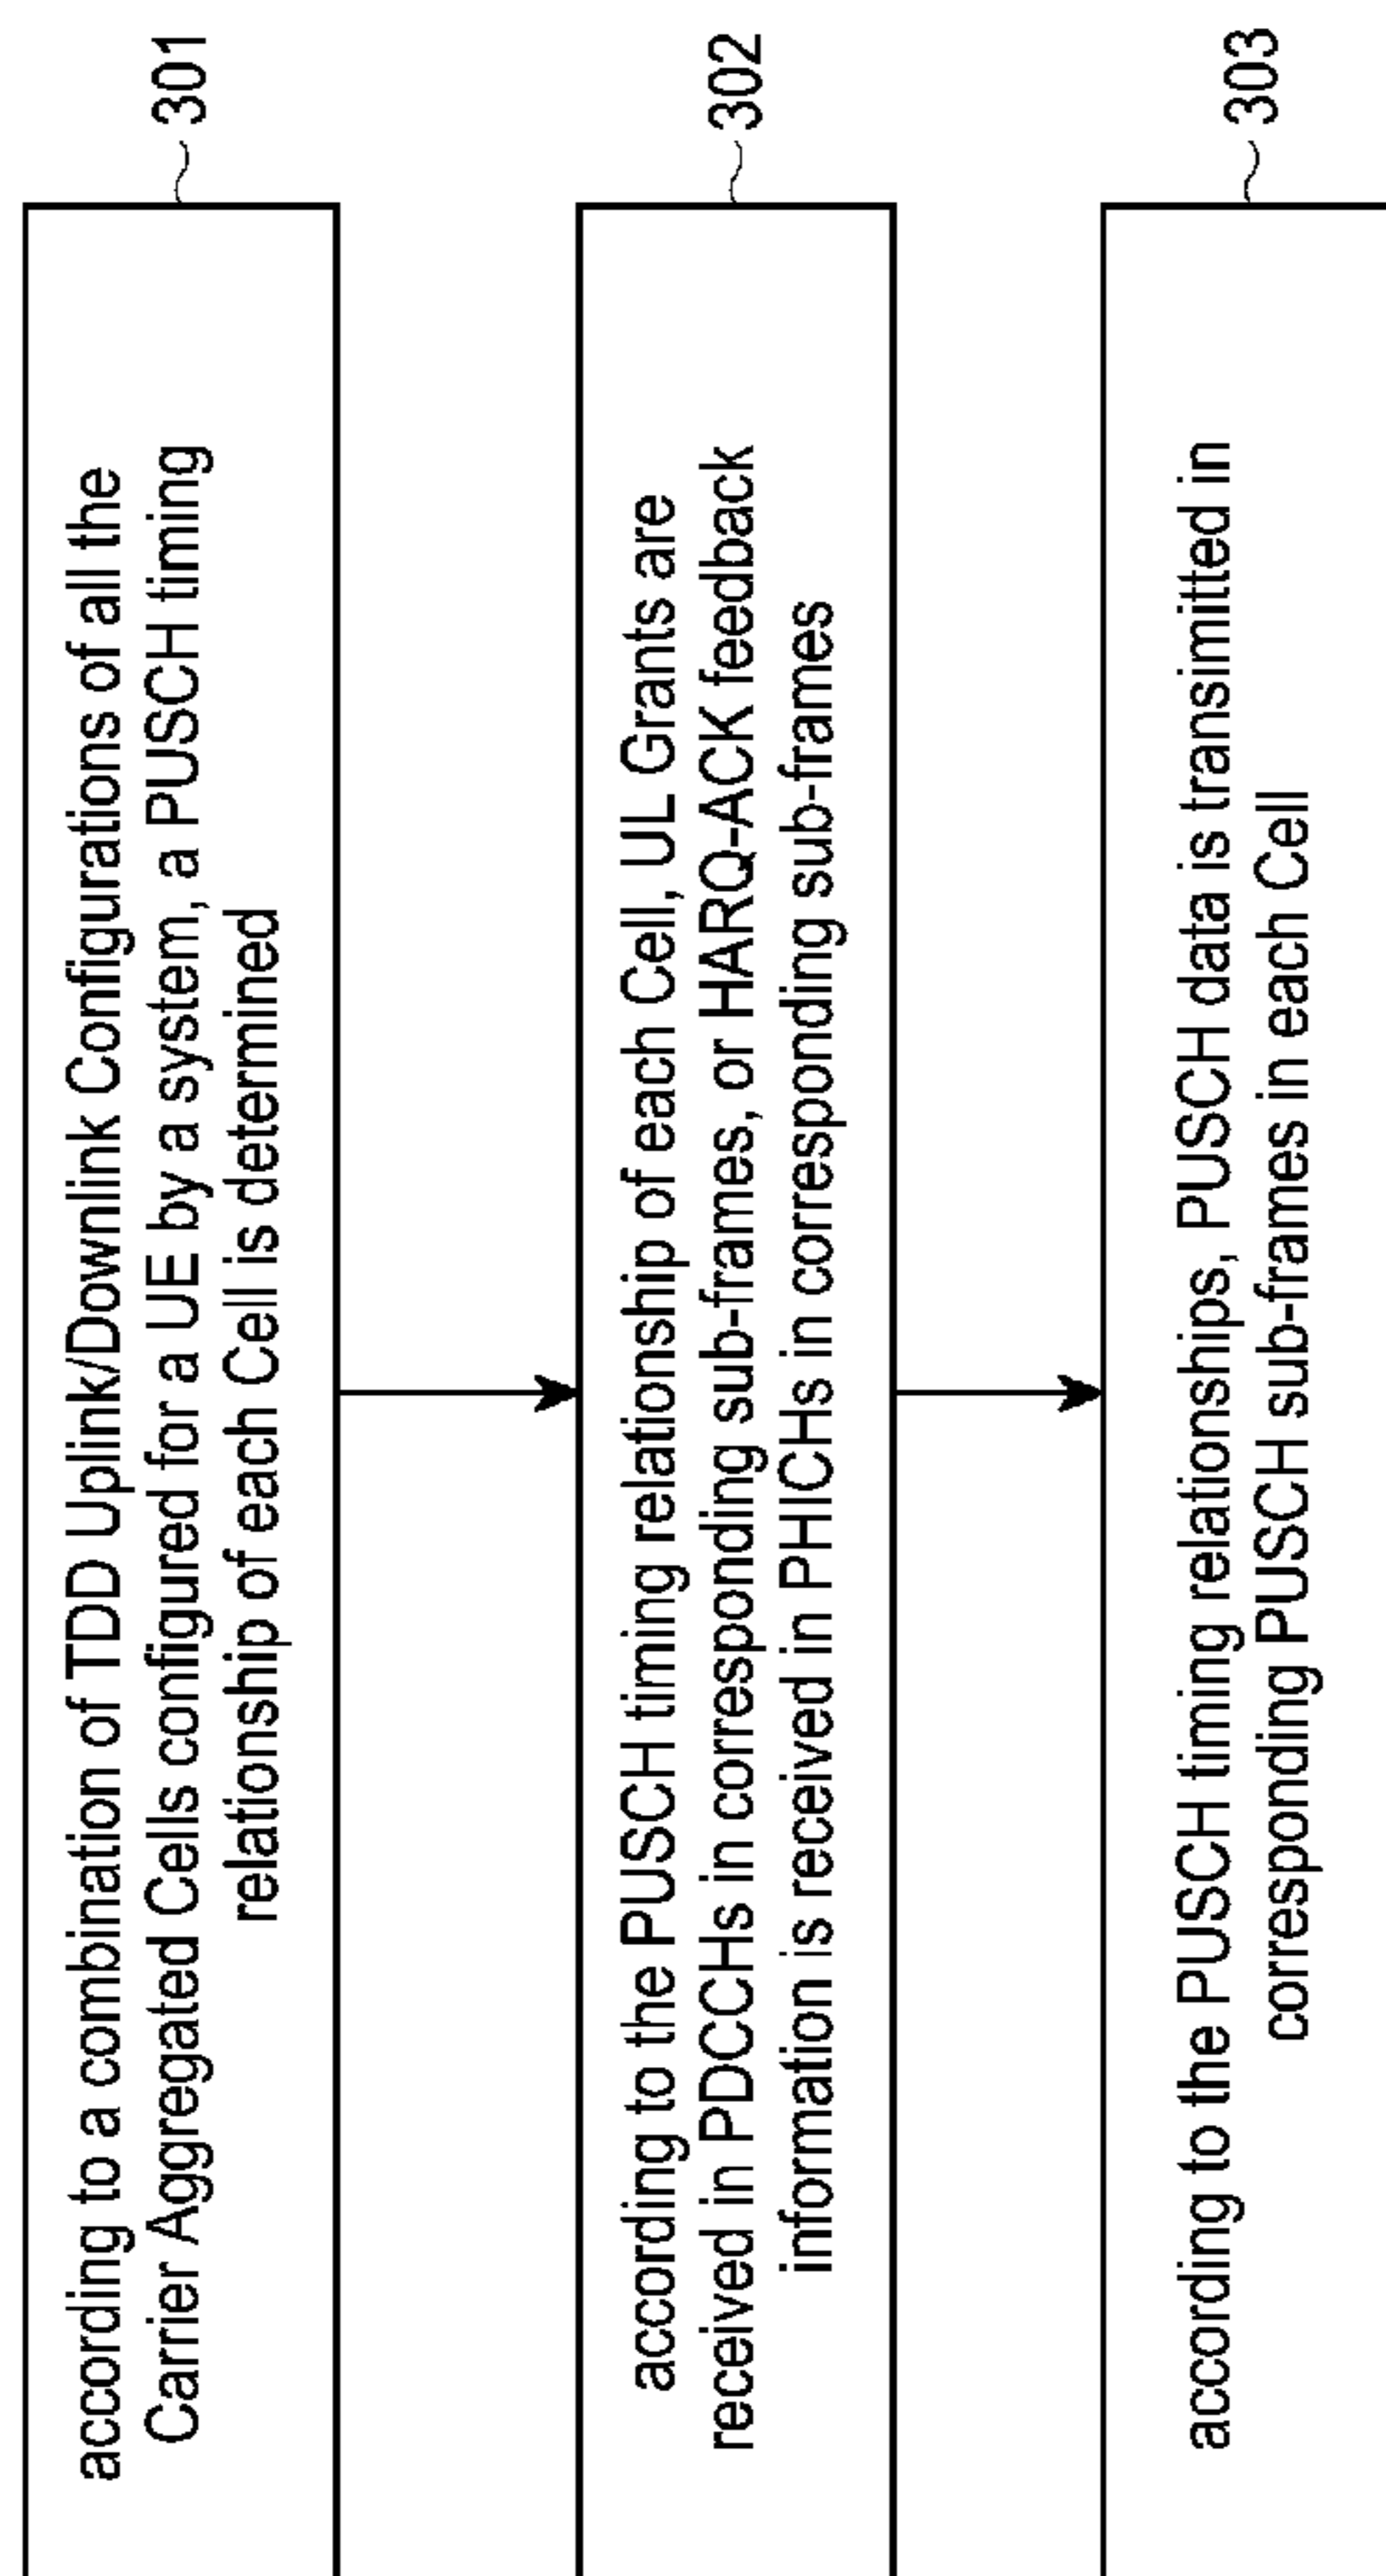 according to a combination of TDD Uplink/Downlink Configurations of all the
Carrier Aggregated Cells configured for a UE by a system, a PUSCH timing
relationship of each Cell is determined
301
according to the PUSCH timing relationship of each Cell, UL Grants are
received in PDCCHs in corresponding sub-frames, or HARQ-ACK feedback
information is received in PHICHs in corresponding sub-frames
302
according to the PUSCH timing relationships, PUSCH data is transimitted in
corresponding PUSCH sub-frames in each Cell
303